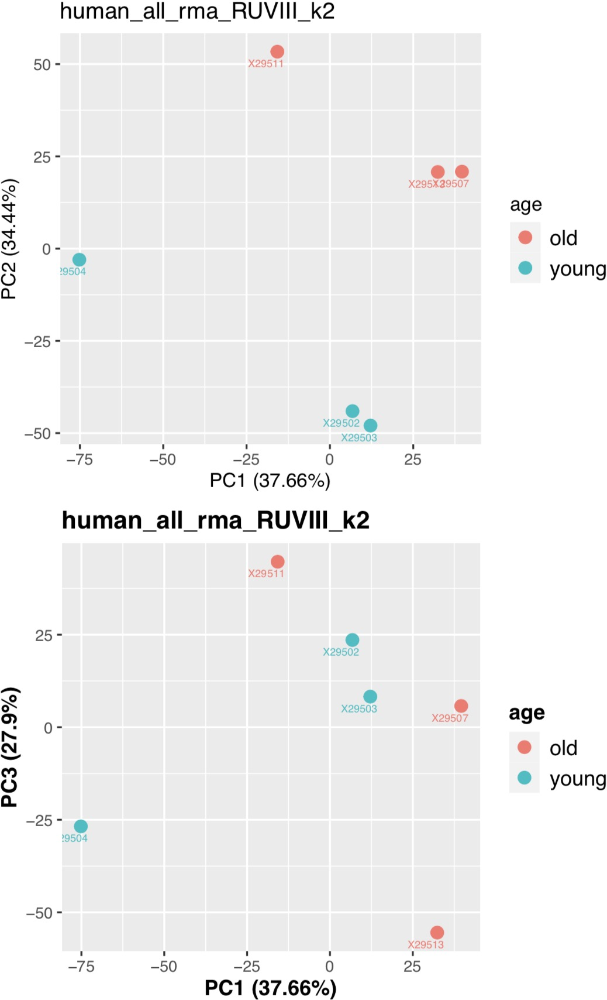 human_all_rma_RUVIII_k2
50
X29511
25
X29507
PC2 (34.44%)
age
old
young
0
29504
−25
X29502
X29503
−50
−75 −50 −25 0 25
PC1 (37.66%)
human_all_rma_RUVIII_k2
X29511
25
X29502
X29503
X29507
0
PC3 (27.9%)
age
old
young
−25
29504
−50
X29513
−75 −50 −25 0 25
PC1 (37.66%)